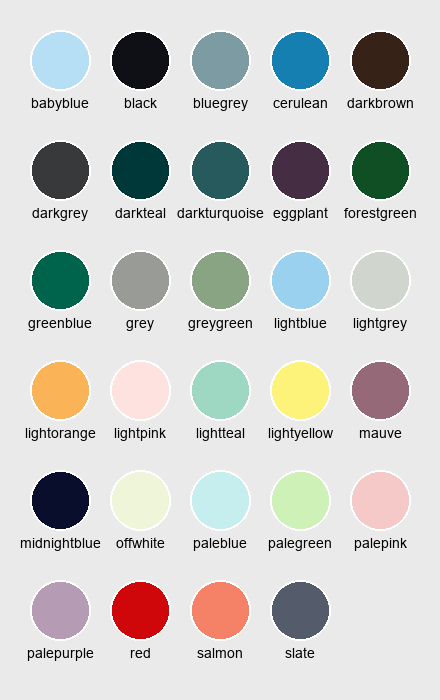 babyblue black bluegrey cerulean darkbrown
darkgrey darkteal darkturquoise eggplant forestgreen
greenblue grey greygreen lightblue lightgrey
lightorange lightpink lightteal lightyellow mauve
midnightblue offwhite paleblue palegreen palepink
palepurple red salmon slate